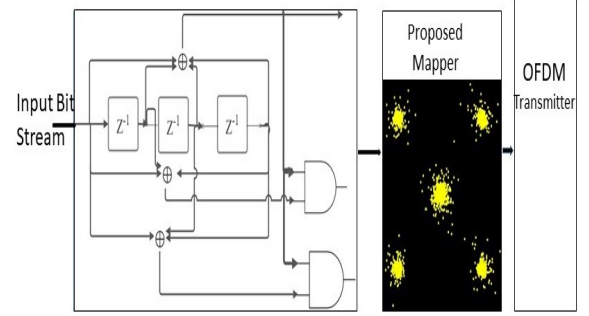 Input Bit
Stream
Z⁻¹
Z⁻¹
Z⁻¹
Proposed
Mapper
OFDM
Transmitter